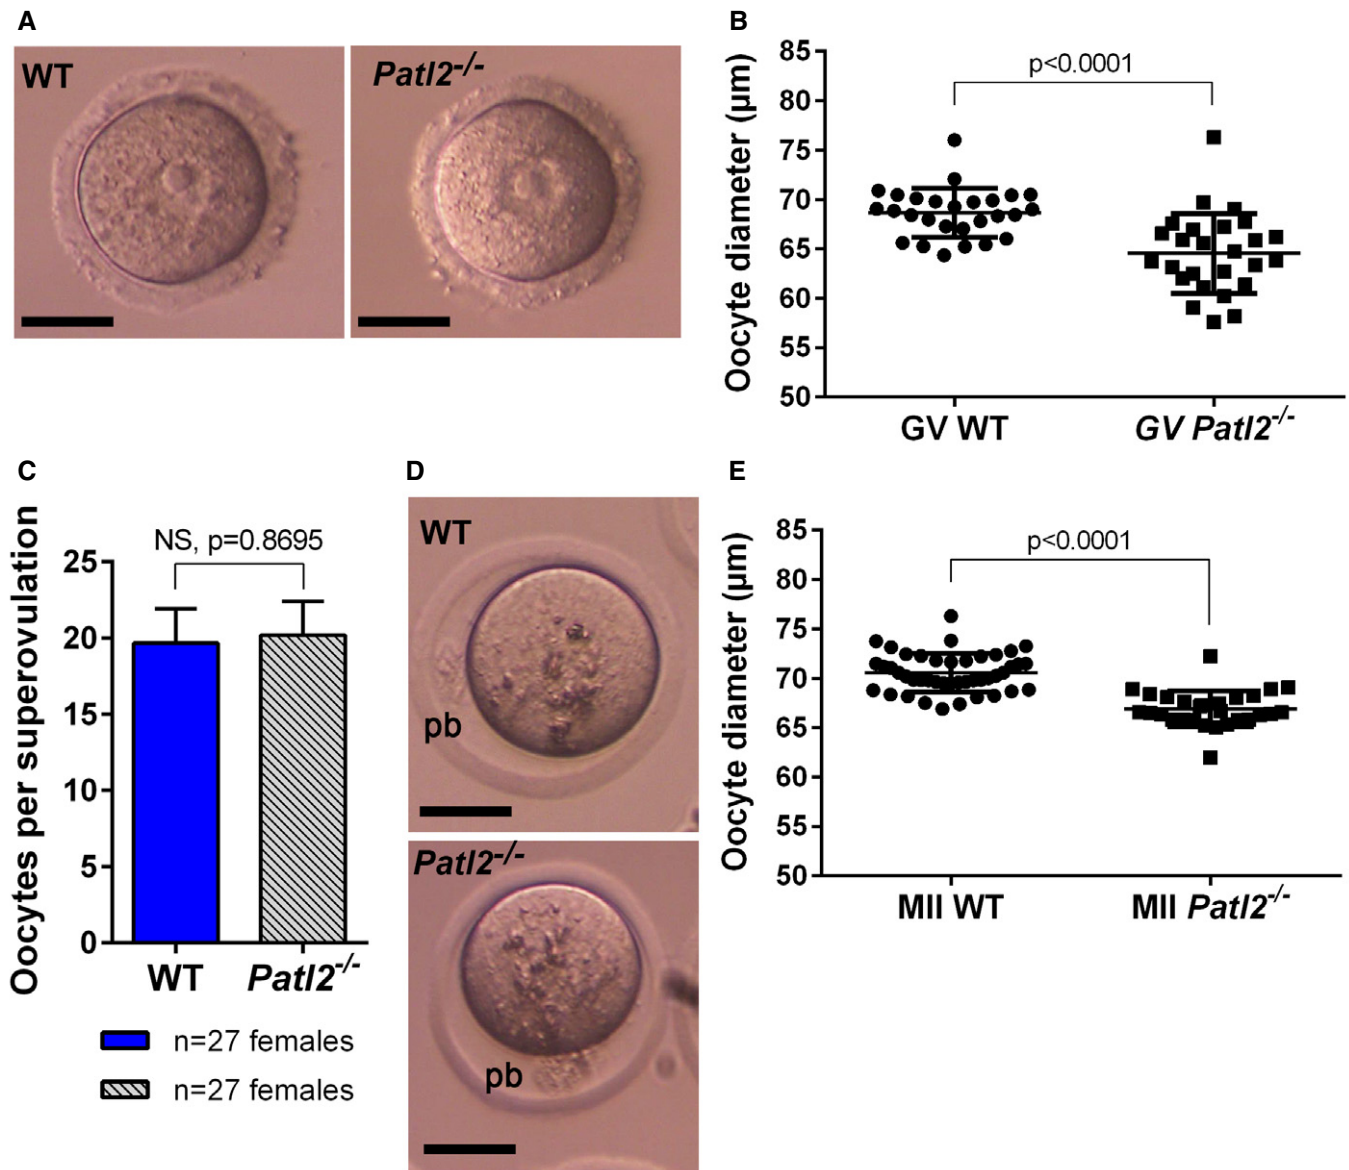 A
WT
Patl2-/-
B
Oocyte diameter (µm)
85
80
75
70
65
60
55
50
p<0.0001
GV WT
GV Patl2-/-
C
Oocytes per superovulation
25
20
15
10
5
0
NS, p=0.8695
WT
Patl2-/-
n=27 females
n=27 females
D
WT
pb
Patl2-/-
pb
E
Oocyte diameter (µm)
85
80
75
70
65
60
55
50
p<0.0001
MII WT
MII Patl2-/-